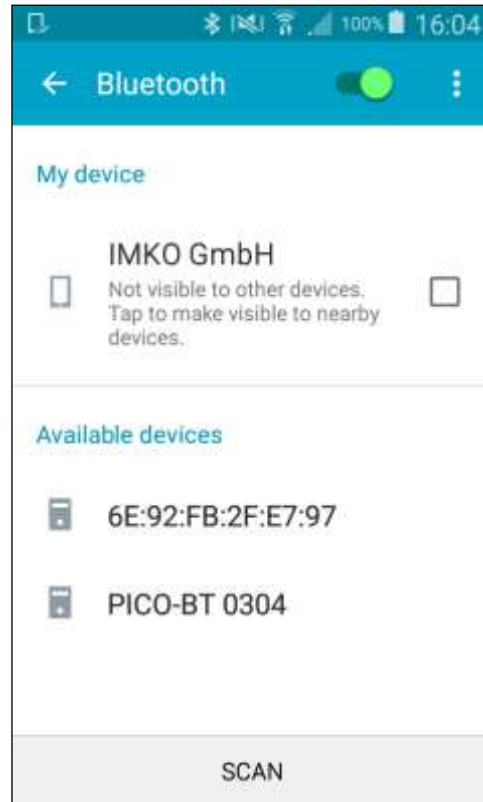 100% 16:04
Bluetooth
My device
IMKO GmbH
Not visible to other devices.
Tap to make visible to nearby
devices.
Available devices
6E:92:FB:2F:E7:97
PICO-BT 0304
SCAN